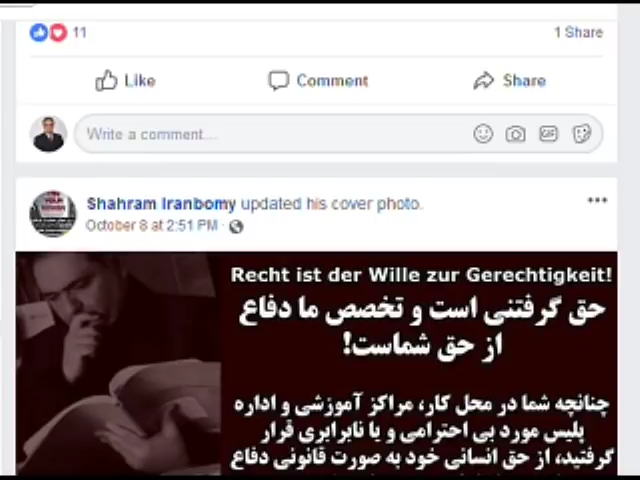 11
1 Share
Like Comment Share
Write a comment...
GIF
Shahram Iranbomy updated his cover photo.
October 8 at 2:51 PM
Recht ist der Wille zur Gerechtigkeit!
حق گرفتنی است و تخصص ما دفاع
از حق شماست!
چنانچه شما در محل کار، مراکز آموزشی و اداره
پلیس مورد بی احترامی و یا نابرابری قرار
گرفتید، از حق انسانی خود به صورت قانونی دفاع